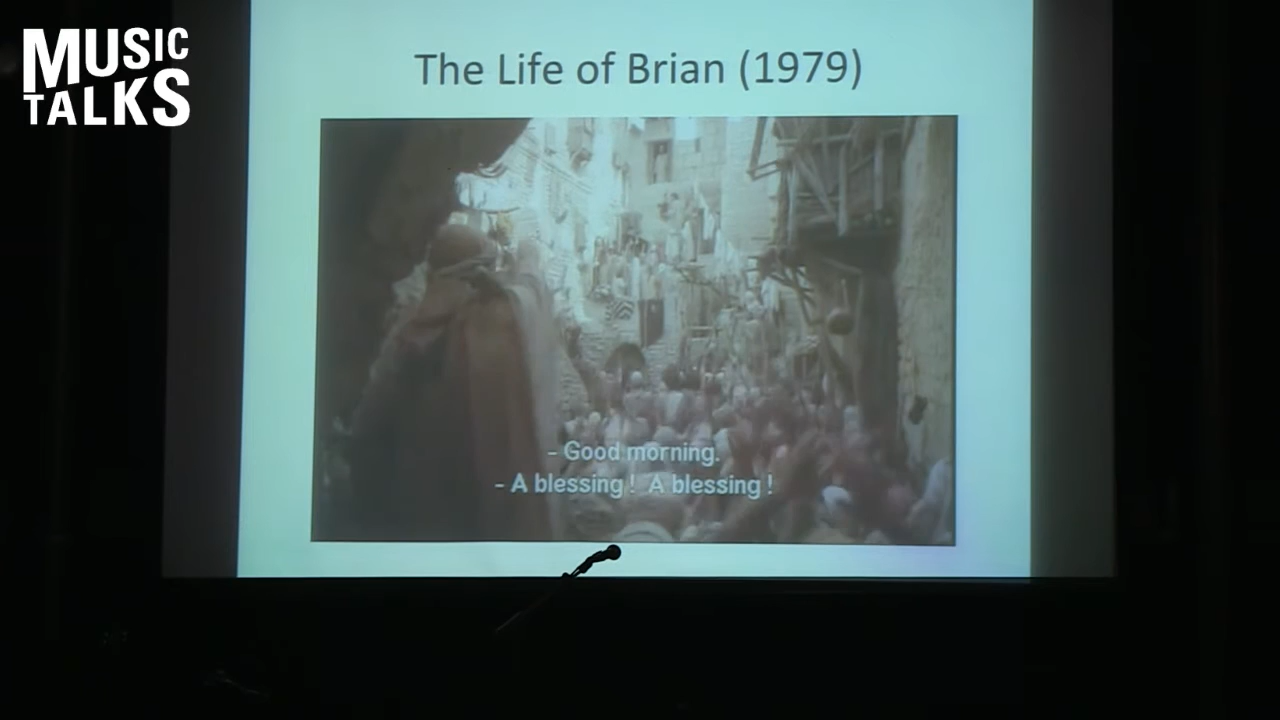 MUSIC
TALKS
The Life of Brian (1979)
- Good morning.
- A blessing ! A blessing !